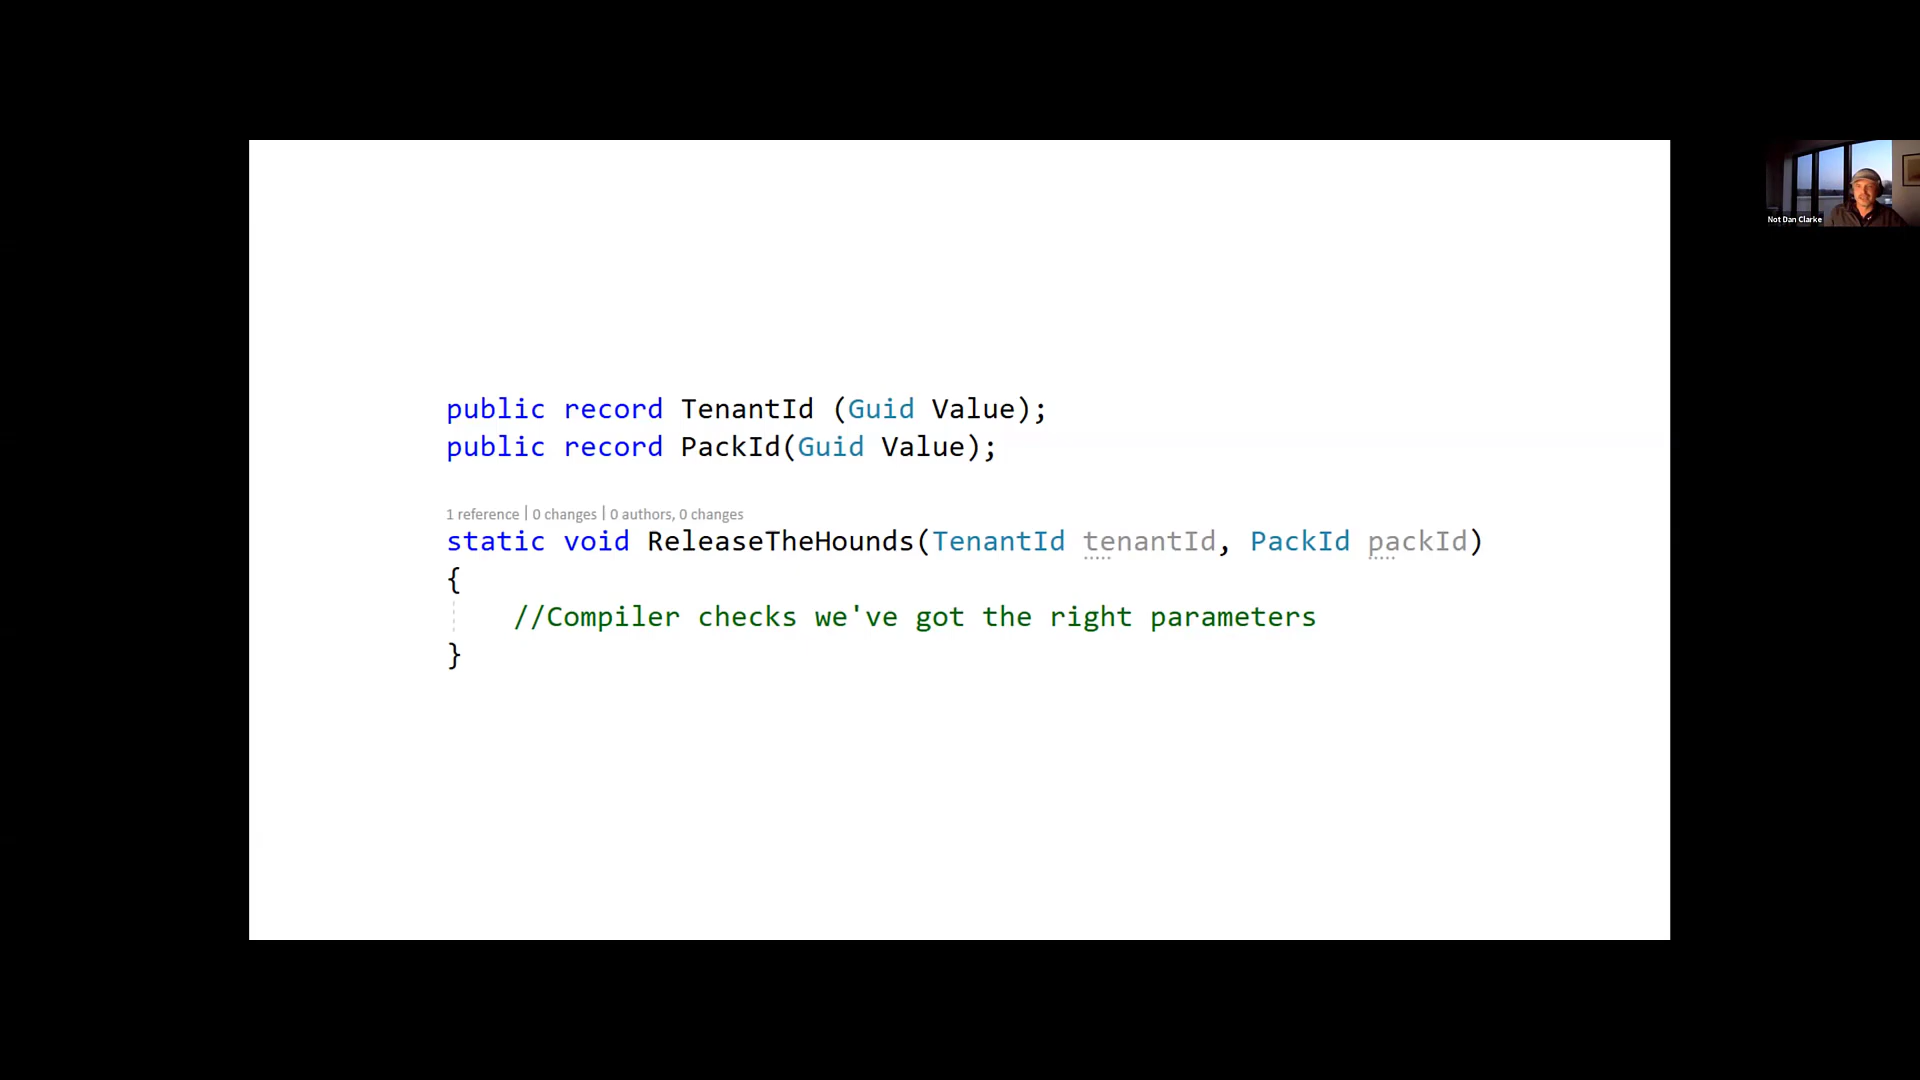 public record TenantId (Guid Value);
public record PackId(Guid Value);
1 reference | 0 changes | 0 authors, 0 changes
static void ReleaseTheHounds(TenantId tenantId, PackId packId)
{
//Compiler checks we've got the right parameters
}
Not Dan Clarke